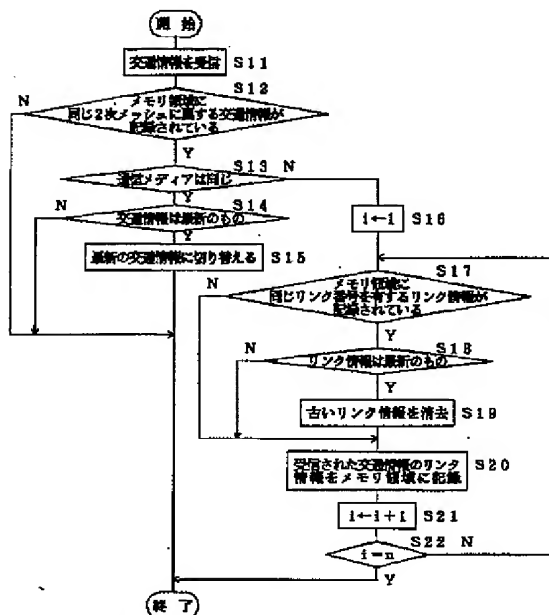 開 始
交通情報を受信 S11
S12
N
メモリ領域に
同じ2次メッシュに属する交通情報が
記録されている
Y
S13 N
通信メディアは同じ
Y
S14
N
交通情報は最新のもの
Y
最新の交通情報に切り替える S15
i←1 S16
S17
メモリ領域に
N
同じリンク番号を有するリンク情報が
記録されている
Y
S18
N
リンク情報は最新のもの
Y
古いリンク情報を消去 S19
受信された交通情報のリンク
情報をメモリ領域に記録 S20
i←i+1 S21
S22 N
i=n
Y
終 了